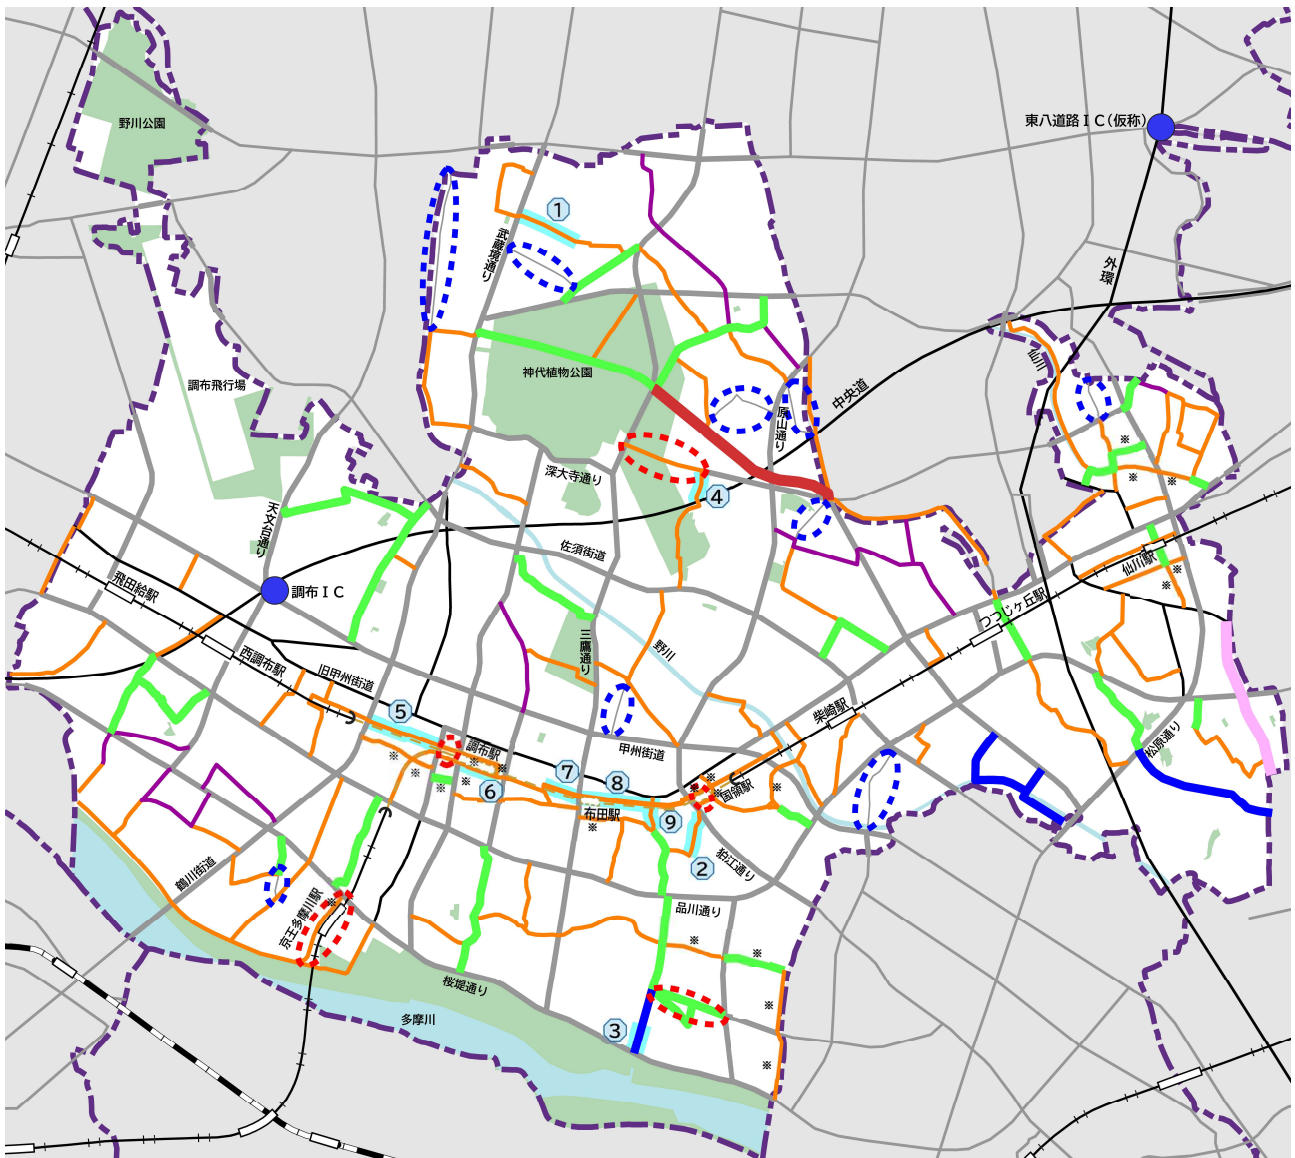 東八道路ＩＣ(仮称)
野川公園
①
武蔵境通り
外環
仙川
調布飛行場
神代植物公園
中央道
原山通り
※
深大寺通り
④
※
※
天文台通り
佐須街道
仙川駅
※
飛田給駅
調布ＩＣ
※
つつじヶ丘駅
三鷹通り
野川
西調布駅
旧甲州街道
⑤
柴崎駅
甲州街道
調布駅
松原通り
※
※
※
※
※
⑦
⑧
⑥
※
※
※
国領駅
※
布田駅
※
⑨
②
狛江通り
鶴川街道
※
京王多摩川駅
品川通り
※
※
桜堤通り
※
多摩川
③
※